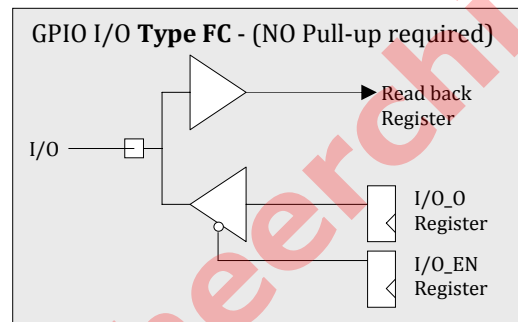 GPIO I/O Type FC - (NO Pull-up required)
Read back
Register
I/O
I/O_O
Register
I/O_EN
Register